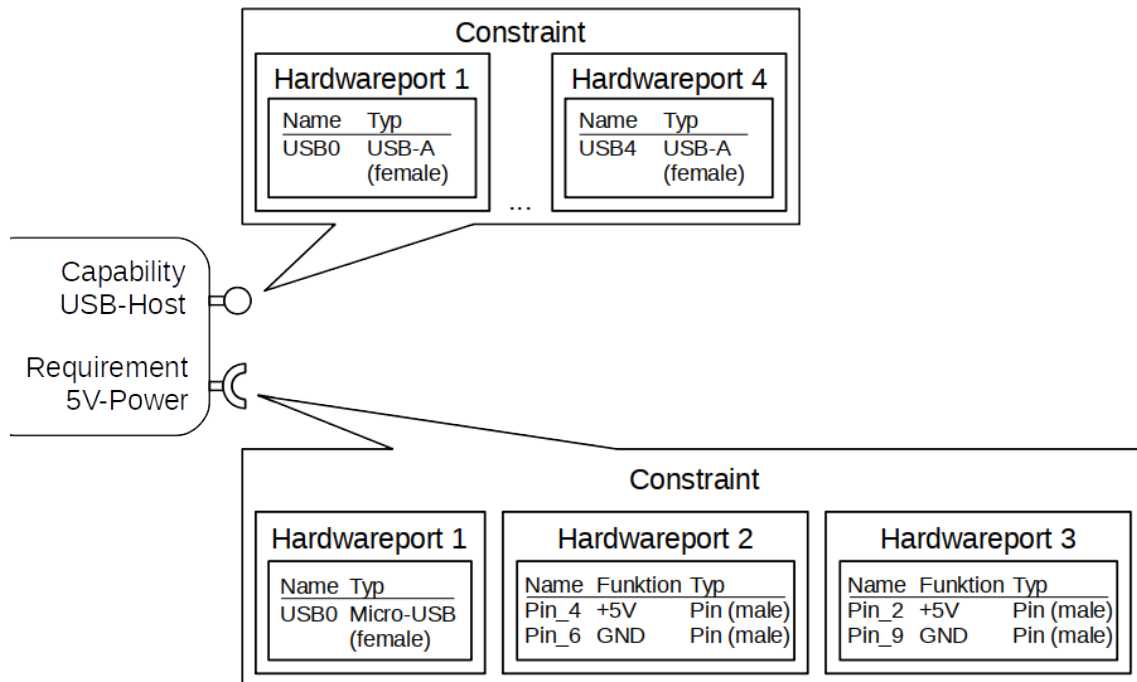 Constraint
Hardwareport 1
Name Typ
USB0 USB-A
(female)
...
Hardwareport 4
Name Typ
USB4 USB-A
(female)
Capability
USB-Host
Requirement
5V-Power
Constraint
Hardwareport 1
Name Typ
USB0 Micro-USB
(female)
Hardwareport 2
Name Funktion Typ
Pin_4 +5V Pin (male)
Pin_6 GND Pin (male)
Hardwareport 3
Name Funktion Typ
Pin_2 +5V Pin (male)
Pin_9 GND Pin (male)